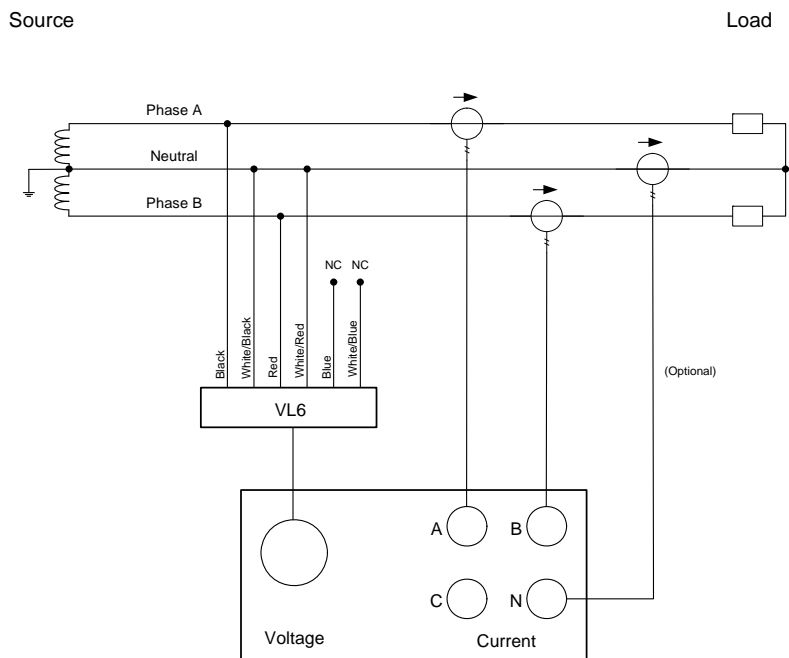 Source
Load
Phase A
Neutral
Phase B
NC
NC
Black
White/Black
Red
White/Red
Blue
White/Blue
(Optional)
VL6
A
B
C
N
Voltage
Current